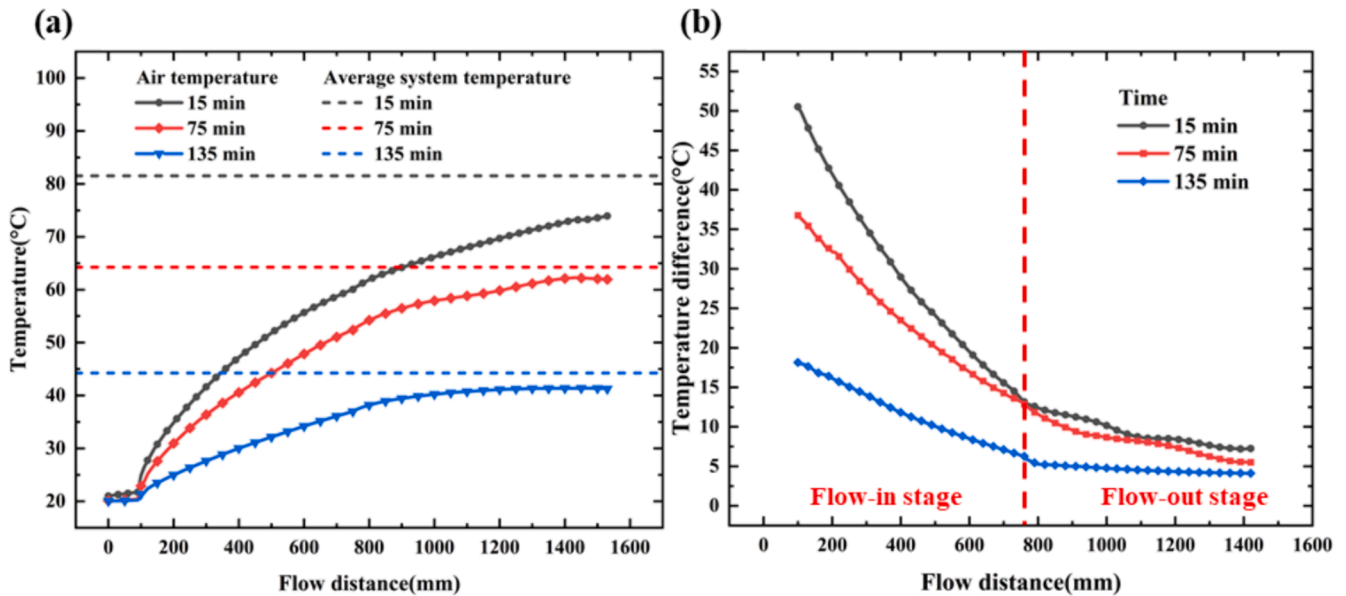 (a)
Temperature(°C)
100
90
80
70
60
50
40
30
20
Air temperature Average system temperature
15 min 15 min
75 min 75 min
135 min 135 min
0 200 400 600 800 1000 1200 1400 1600
Flow distance(mm)
(b)
Temperature difference(°C)
55
50
45
40
35
30
25
20
15
10
5
0
Time
15 min
75 min
135 min
Flow-in stage Flow-out stage
0 200 400 600 800 1000 1200 1400 1600
Flow distance(mm)